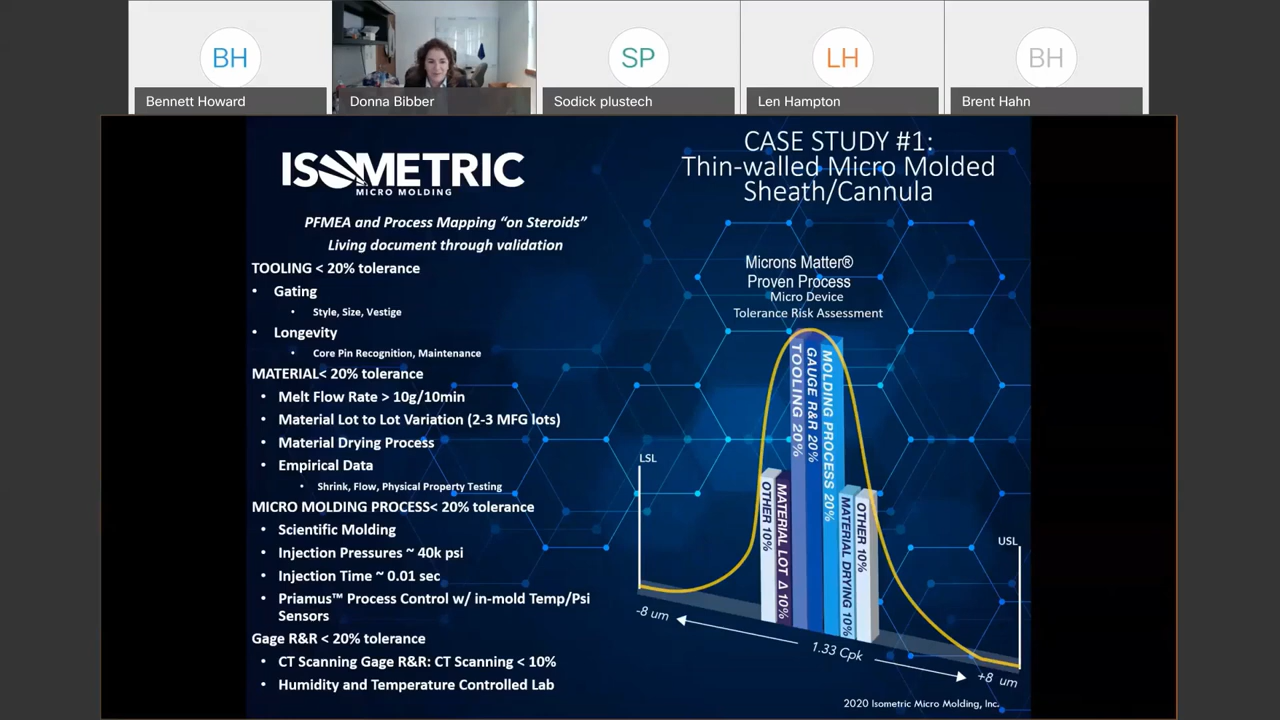 BH
Bennett Howard
Donna Bibber
SP
Sodick plustech
LH
Len Hampton
BH
Brent Hahn
ISOMETRIC
MICRO MOLDING
CASE STUDY #1:
Thin-walled Micro Molded
Sheath/Cannula
PFMEA and Process Mapping “on Steroids”
Living document through validation
TOOLING < 20% tolerance
• Gating
• Style, Size, Vestige
• Longevity
• Core Pin Recognition, Maintenance
MATERIAL< 20% tolerance
• Melt Flow Rate > 10g/10min
• Material Lot to Lot Variation (2-3 MFG lots)
• Material Drying Process
• Empirical Data
• Shrink, Flow, Physical Property Testing
MICRO MOLDING PROCESS< 20% tolerance
• Scientific Molding
• Injection Pressures ~ 40k psi
• Injection Time ~ 0.01 sec
• Priamus™ Process Control w/ in-mold Temp/Psi
Sensors
Gage R&R < 20% tolerance
• CT Scanning Gage R&R: CT Scanning < 10%
• Humidity and Temperature Controlled Lab
Microns Matter®
Proven Process
Micro Device
Tolerance Risk Assessment
LSL
OTHER 10%
MATERIAL LOT Δ 10%
TOOLING 20%
GAUGE R&R 20%
MOLDING PROCESS 20%
MATERIAL DRYING 10%
OTHER 10%
USL
-8 um
1.33 Cpk
+8 um
2020 Isometric Micro Molding, Inc.